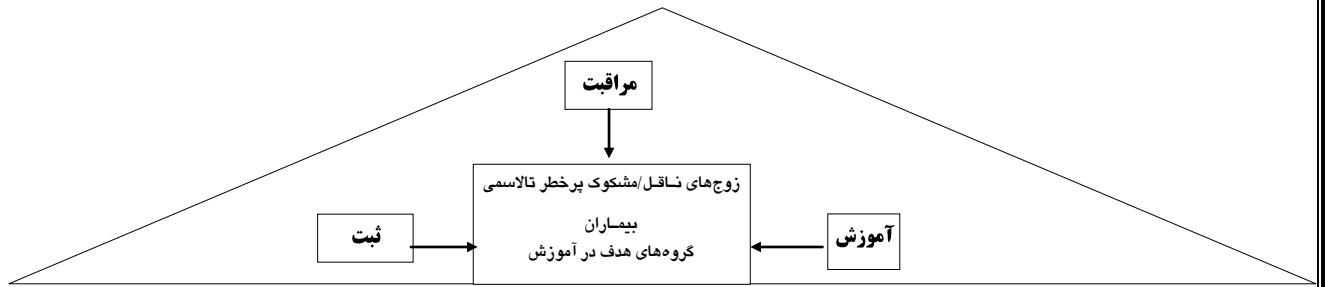 مراقبت
زوج‌های ناقل/مشکوک پرخطر تالاسمی
بیماران
گروه‌های هدف در آموزش
آموزش
ثبت